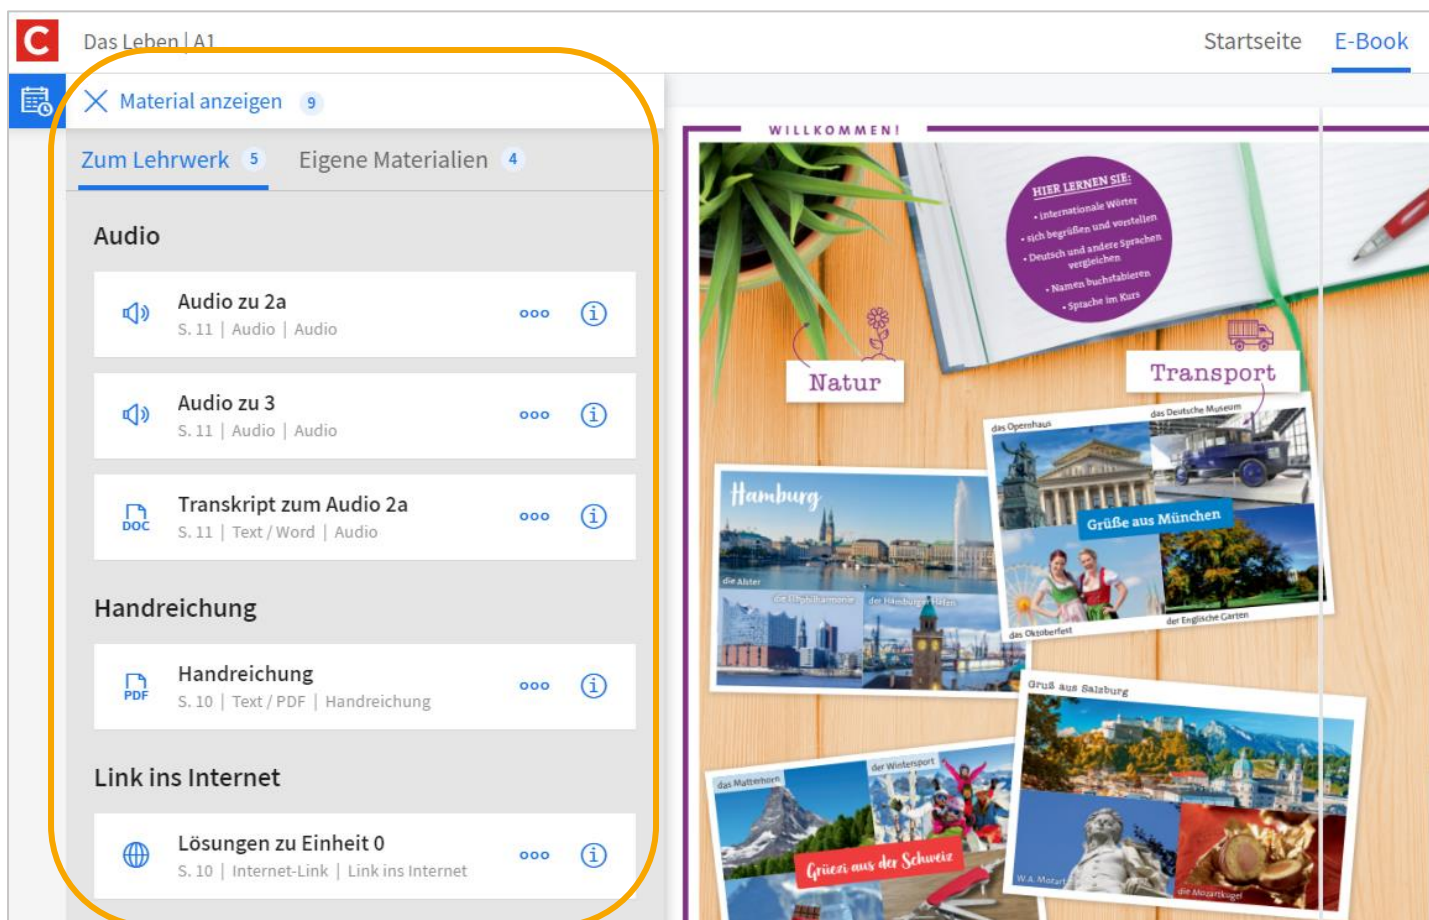 C
Das Leben | A1
Startseite
E-Book
Material anzeigen 9
Zum Lehrwerk 5
Eigene Materialien 4
Audio
Audio zu 2a
S. 11 | Audio | Audio
Audio zu 3
S. 11 | Audio | Audio
DOC
Transkript zum Audio 2a
S. 11 | Text / Word | Audio
Handreichung
PDF
Handreichung
S. 10 | Text / PDF | Handreichung
Link ins Internet
Lösungen zu Einheit 0
S. 10 | Internet-Link | Link ins Internet
WILLKOMMEN!
HIER LERNEN SIE:
• internationale Wörter
• sich begrüßen und vorstellen
• Deutsch und andere Sprachen
vergleichen
• Namen buchstabieren
• Sprache im Kurs
Natur
Transport
das Opernhaus
das Deutsche Museum
Grüße aus München
das Oktoberfest
der Englische Garten
Hamburg
die Alster
die Elbphilharmonie
der Hamburger Hafen
Gruß aus Salzburg
W.A. Mozart
die Mozartkugel
das Matterhorn
der Wintersport
Grüezi aus der Schweiz